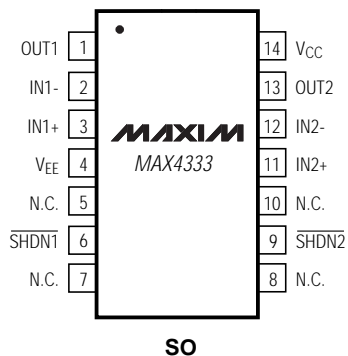 OUT1 1 14 VCC
IN1- 2 13 OUT2
IN1+ 3 MAXIM 12 IN2-
VEE 4 MAX4333 11 IN2+
N.C. 5 10 N.C.
SHDN1 6 9 SHDN2
N.C. 7 8 N.C.
SO